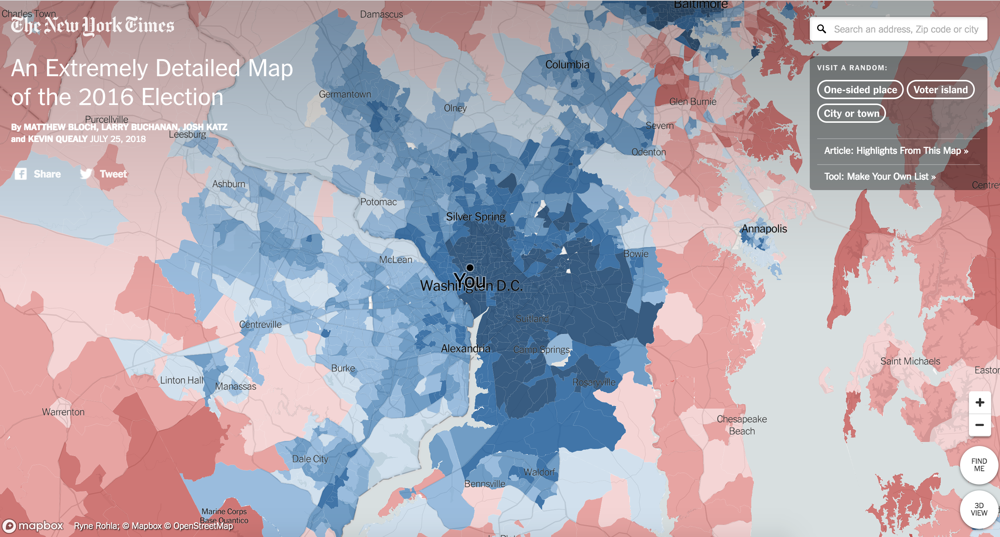 Baltimore
Charles Town
Damascus
The New York Times
Search an address, Zip code or city
An Extremely Detailed Map
of the 2016 Election
By MATTHEW BLOCH, LARRY BUCHANAN, JOSH KATZ
and KEVIN QUEALY JULY 25, 2018
Share
Tweet
VISIT A RANDOM:
One-sided place
Voter island
City or town
Article: Highlights From This Map »
Tool: Make Your Own List »
Columbia
Germantown
Olney
Glen Burnie
Purcellville
Leesburg
Severn
Odenton
Ashburn
Potomac
Silver Spring
Annapolis
McLean
Bowie
You
Washington D.C.
Centreville
Suitland
Alexandria
Camp Springs
Burke
Saint Michaels
Linton Hall
Manassas
Rosaryville
Warrenton
Chesapeake
Beach
Dale City
Waldorf
Bennsville
Marine Corps
Base Quantico
+
−
FIND
ME
3D
VIEW
mapbox
Ryne Rohla; © Mapbox © OpenStreetMap